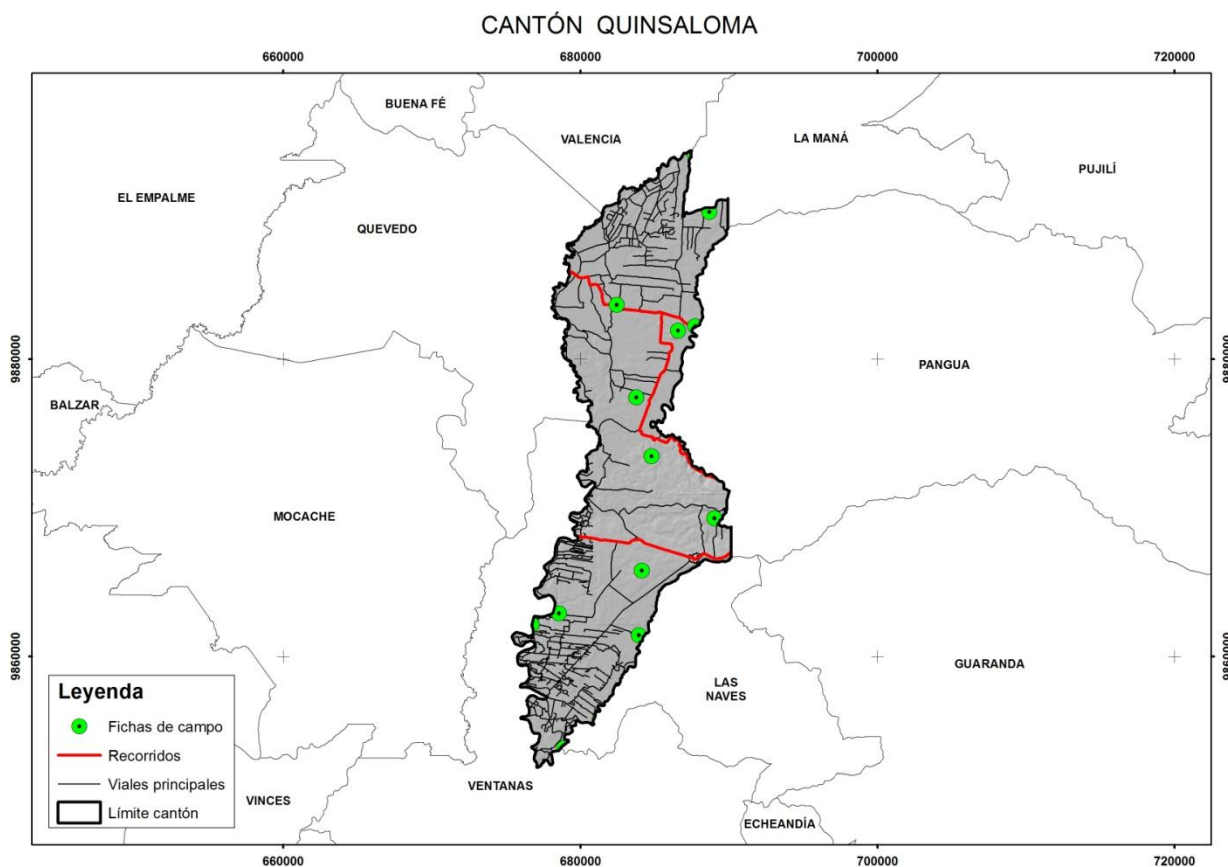 CANTÓN QUINSALOMA
660000 680000 700000 720000
BUENA FÉ
VALENCIA
LA MANÁ
PUJILÍ
EL EMPALME
QUEVEDO
9880000
9880000
PANGUA
BALZAR
MOCACHE
9860000
9860000
GUARANDA
LAS
NAVES
Leyenda
Fichas de campo
Recorridos
Viales principales
Límite cantón
VENTANAS
VINCES
ECHEANDÍA
660000 680000 700000 720000